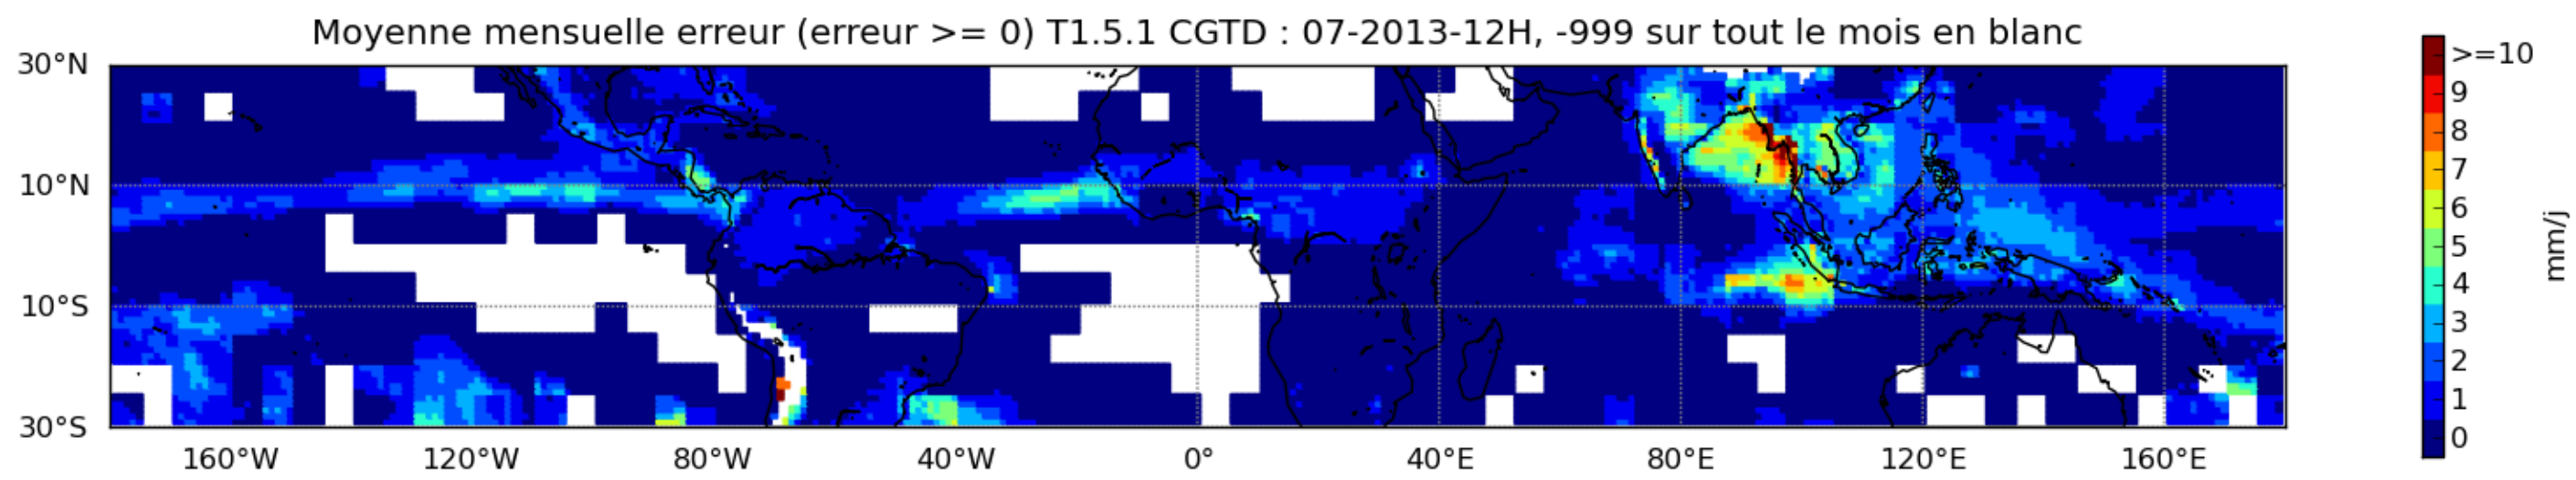 Moyenne mensuelle erreur (erreur >= 0) T1.5.1 CGTD : 07-2013-12H, -999 sur tout le mois en blanc
30°N
10°N
10°S
30°S
160°W 120°W 80°W 40°W 0° 40°E 80°E 120°E 160°E
>=10
9
8
7
6
5
4
3
2
1
0
mm/j